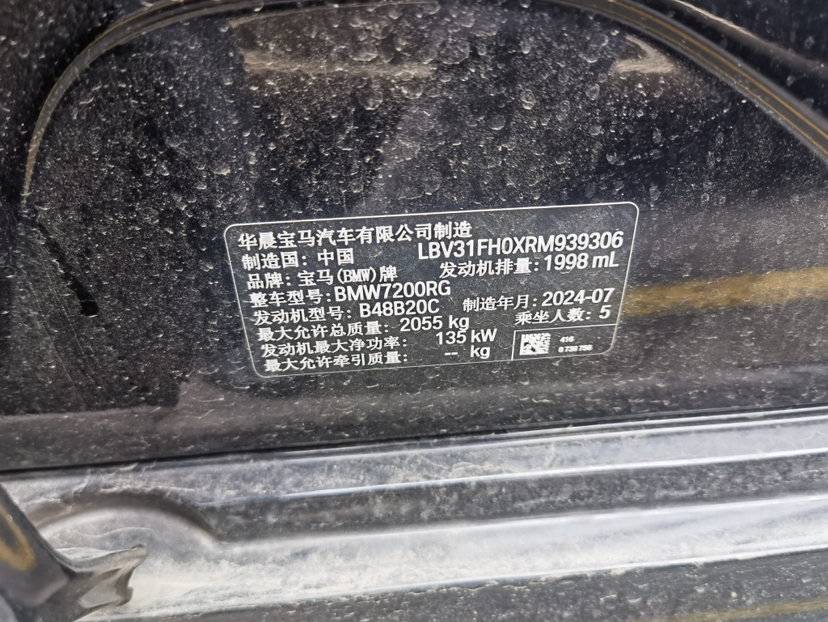 华晨宝马汽车有限公司制造
制造国: 中国 LBV31FH0XRM939306
品牌: 宝马(BMW)牌 发动机排量: 1998 mL
整车型号: BMW7200RG
发动机型号: B48B20C 制造年月: 2024-07
最大允许总质量: 2055 kg 乘坐人数: 5
发动机最大净功率: 135 kW
最大允许牵引质量: -- kg
416